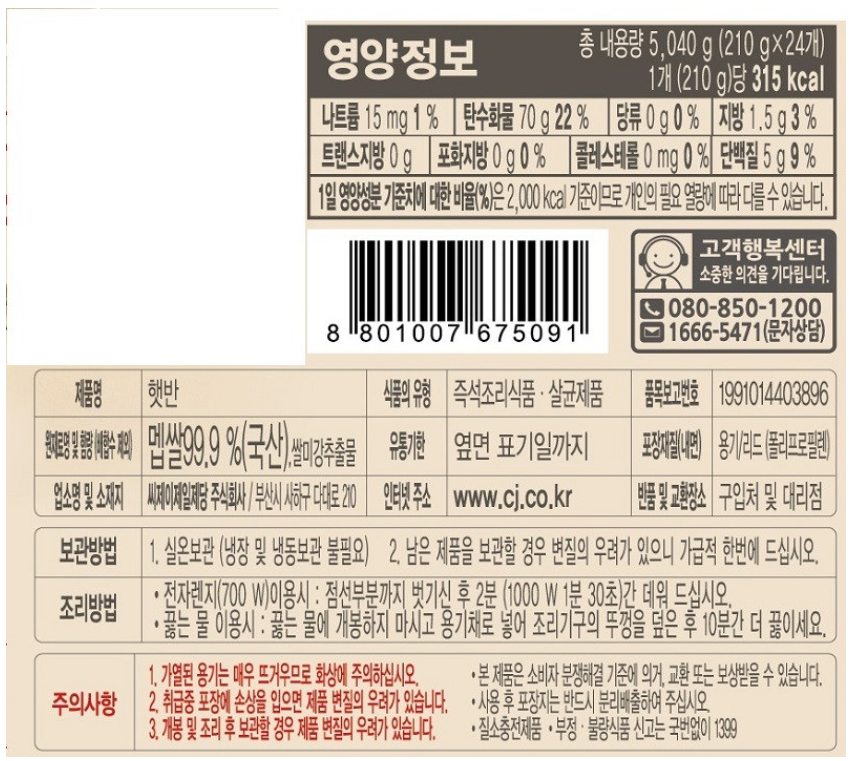 영양정보
총 내용량 5,040 g (210 g×24개)
1개 (210 g)당 315 kcal
나트륨 15 mg 1 % 탄수화물 70 g 22 % 당류 0 g 0 % 지방 1.5 g 3 %
트랜스지방 0 g 포화지방 0 g 0 % 콜레스테롤 0 mg 0 % 단백질 5 g 9 %
1일 영양성분 기준치에 대한 비율(%)은 2,000 kcal 기준이므로 개인의 필요 열량에 따라 다를 수 있습니다.
8 801007 675091
고객행복센터
소중한 의견을 기다립니다.
080-850-1200
1666-5471(문자상담)
제품명 햇반 식품의 유형 즉석조리식품 · 살균제품 품목보고번호 1991014403896
원재료명 및 함량 (배합수 제외) 멥쌀99.9 %(국산),쌀미강추출물 유통기한 옆면 표기일까지 포장재질(내면) 용기/리드 (폴리프로필렌)
업소명 및 소재지 씨제이제일제당 주식회사 / 부산시 사하구 다대로 210 인터넷 주소 www.cj.co.kr 반품 및 교환장소 구입처 및 대리점
보관방법 1. 실온보관 (냉장 및 냉동보관 불필요) 2. 남은 제품을 보관할 경우 변질의 우려가 있으니 가급적 한번에 드십시오.
조리방법
• 전자렌지(700 W)이용시 : 점선부분까지 벗기신 후 2분 (1000 W 1분 30초)간 데워 드십시오.
• 끓는 물 이용시 : 끓는 물에 개봉하지 마시고 용기채로 넣어 조리기구의 뚜껑을 덮은 후 10분간 더 끓이세요.
주의사항
1. 가열된 용기는 매우 뜨거우므로 화상에 주의하십시오.
2. 취급중 포장에 손상을 입으면 제품 변질의 우려가 있습니다.
3. 개봉 및 조리 후 보관할 경우 제품 변질의 우려가 있습니다.
• 본 제품은 소비자 분쟁해결 기준에 의거, 교환 또는 보상받을 수 있습니다.
• 사용 후 포장지는 반드시 분리배출하여 주십시오.
• 질소충전제품 • 부정 · 불량식품 신고는 국번없이 1399